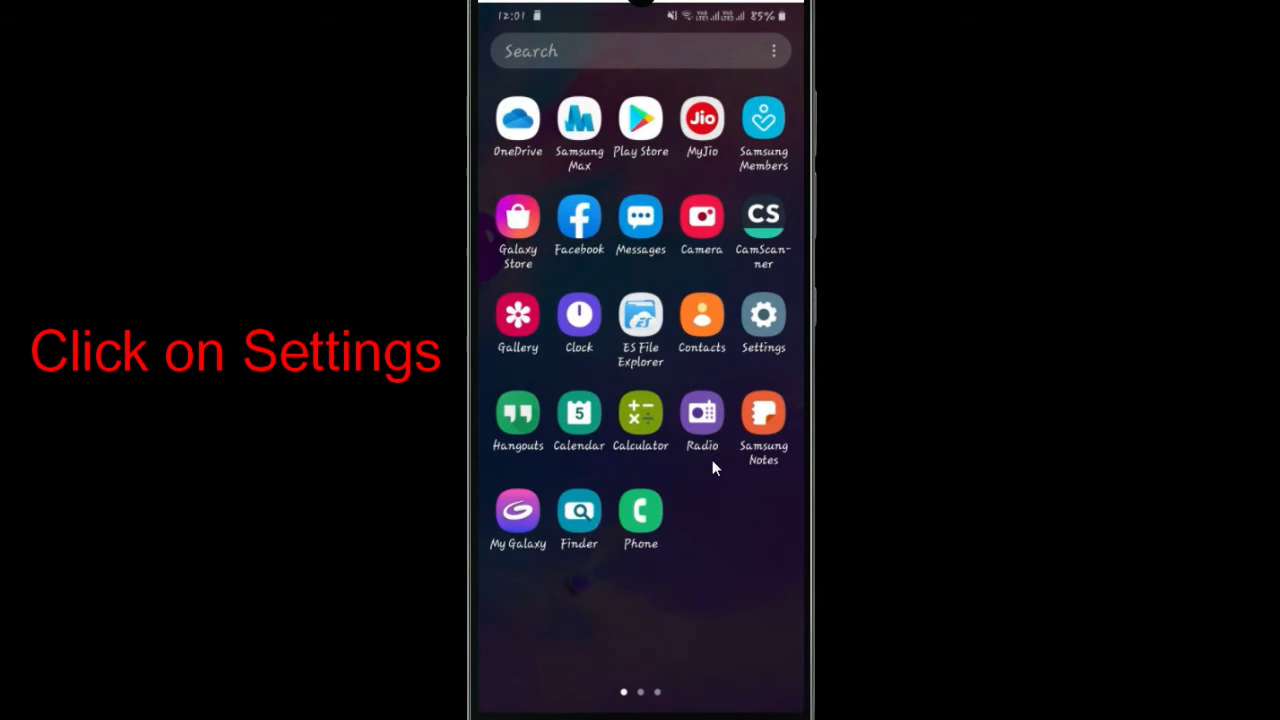 12:01
85%
Search
Jio
OneDrive
Samsung Max
Play Store
MyJio
Samsung Members
CS
Galaxy Store
Facebook
Messages
Camera
CamScan-
ner
ES
Gallery
Clock
ES File Explorer
Contacts
Settings
Click on Settings
5
Hangouts
Calendar
Calculator
Radio
Samsung Notes
My Galaxy
Finder
Phone